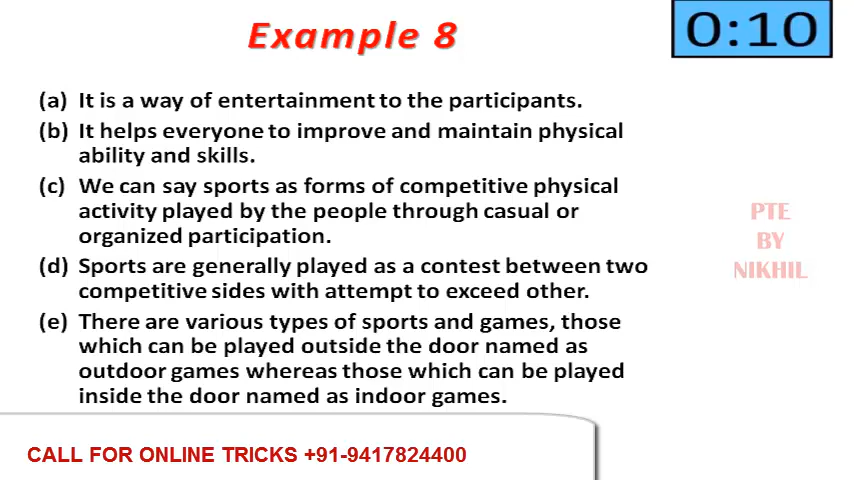 Example 8
0:10
(a) It is a way of entertainment to the participants.
(b) It helps everyone to improve and maintain physical
ability and skills.
(c) We can say sports as forms of competitive physical
activity played by the people through casual or
organized participation.
(d) Sports are generally played as a contest between two
competitive sides with attempt to exceed other.
(e) There are various types of sports and games, those
which can be played outside the door named as
outdoor games whereas those which can be played
inside the door named as indoor games.
PTE
BY
NIKHIL
CALL FOR ONLINE TRICKS +91-9417824400